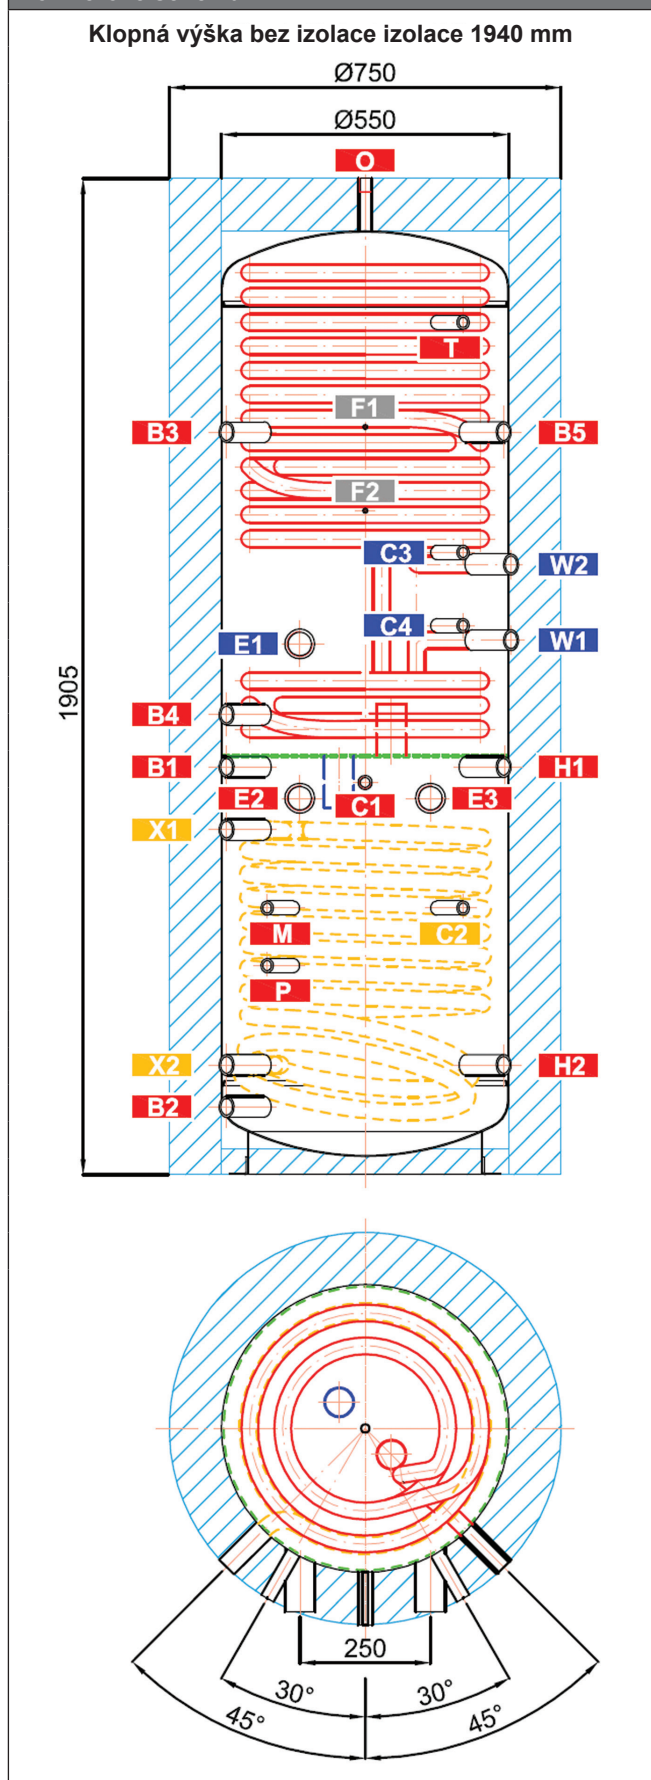 Klopná výška bez izolace izolace 1940 mm
Ø750
Ø550
O
T
F1
B3 B5
F2
C3
W2
C4
E1 W1
1905
B4
B1 H1
E2 C1 E3
X1
M C2
P
X2 H2
B2
250
30° 30°
45° 45°